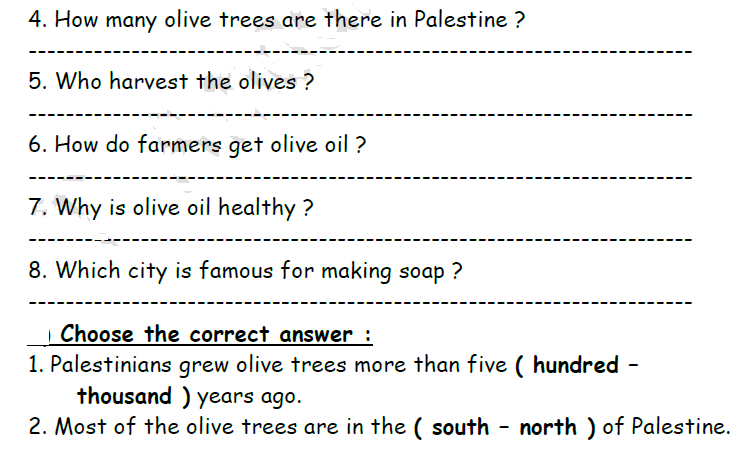 4. How many olive trees are there in Palestine ?
--------------------------------------------------------------------
5. Who harvest the olives ?
--------------------------------------------------------------------
6. How do farmers get olive oil ?
--------------------------------------------------------------------
7. Why is olive oil healthy ?
--------------------------------------------------------------------
8. Which city is famous for making soap ?
--------------------------------------------------------------------
) Choose the correct answer :
1. Palestinians grew olive trees more than five ( hundred –
thousand ) years ago.
2. Most of the olive trees are in the ( south – north ) of Palestine.